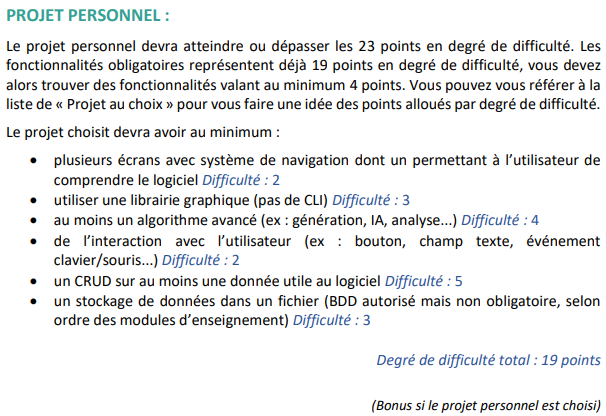 PROJET PERSONNEL :
Le projet personnel devra atteindre ou dépasser les 23 points en degré de difficulté. Les
fonctionnalités obligatoires représentent déjà 19 points en degré de difficulté, vous devez
alors trouver des fonctionnalités valant au minimum 4 points. Vous pouvez vous référer à la
liste de « Projet au choix » pour vous faire une idée des points alloués par degré de difficulté.
Le projet choisit devra avoir au minimum :
• plusieurs écrans avec système de navigation dont un permettant à l'utilisateur de
comprendre le logiciel Difficulté : 2
• utiliser une librairie graphique (pas de CLI) Difficulté : 3
• au moins un algorithme avancé (ex : génération, IA, analyse...) Difficulté : 4
• de l'interaction avec l'utilisateur (ex : bouton, champ texte, événement
clavier/souris...) Difficulté : 2
• un CRUD sur au moins une donnée utile au logiciel Difficulté : 5
• un stockage de données dans un fichier (BDD autorisé mais non obligatoire, selon
ordre des modules d'enseignement) Difficulté : 3
Degré de difficulté total : 19 points
(Bonus si le projet personnel est choisi)